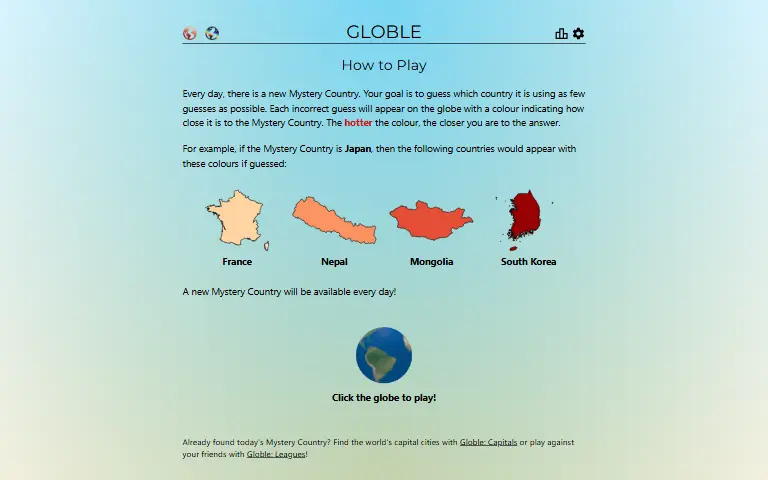 GLOBLE
How to Play
Every day, there is a new Mystery Country. Your goal is to guess which country it is using as few
guesses as possible. Each incorrect guess will appear on the globe with a colour indicating how
close it is to the Mystery Country. The hotter the colour, the closer you are to the answer.
For example, if the Mystery Country is Japan, then the following countries would appear with
these colours if guessed:
France
Nepal
Mongolia
South Korea
A new Mystery Country will be available every day!
Click the globe to play!
Already found today's Mystery Country? Find the world's capital cities with Globle: Capitals or play against
your friends with Globle: Leagues!